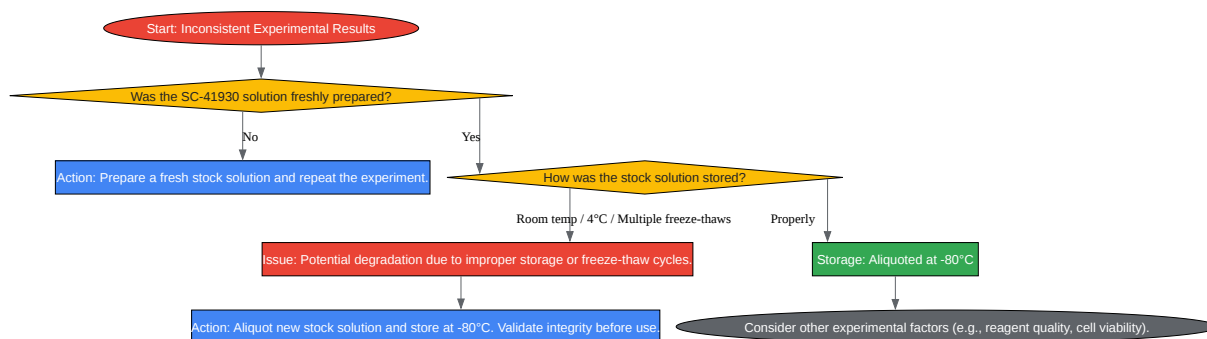 Start: Inconsistent Experimental Results
Was the SC-41930 solution freshly prepared?
No
Yes
Action: Prepare a fresh stock solution and repeat the experiment.
How was the stock solution stored?
Room temp / 4°C / Multiple freeze-thaws
Properly
Issue: Potential degradation due to improper storage or freeze-thaw cycles.
Storage: Aliquoted at -80°C
Action: Aliquot new stock solution and store at -80°C. Validate integrity before use.
Consider other experimental factors (e.g., reagent quality, cell viability).